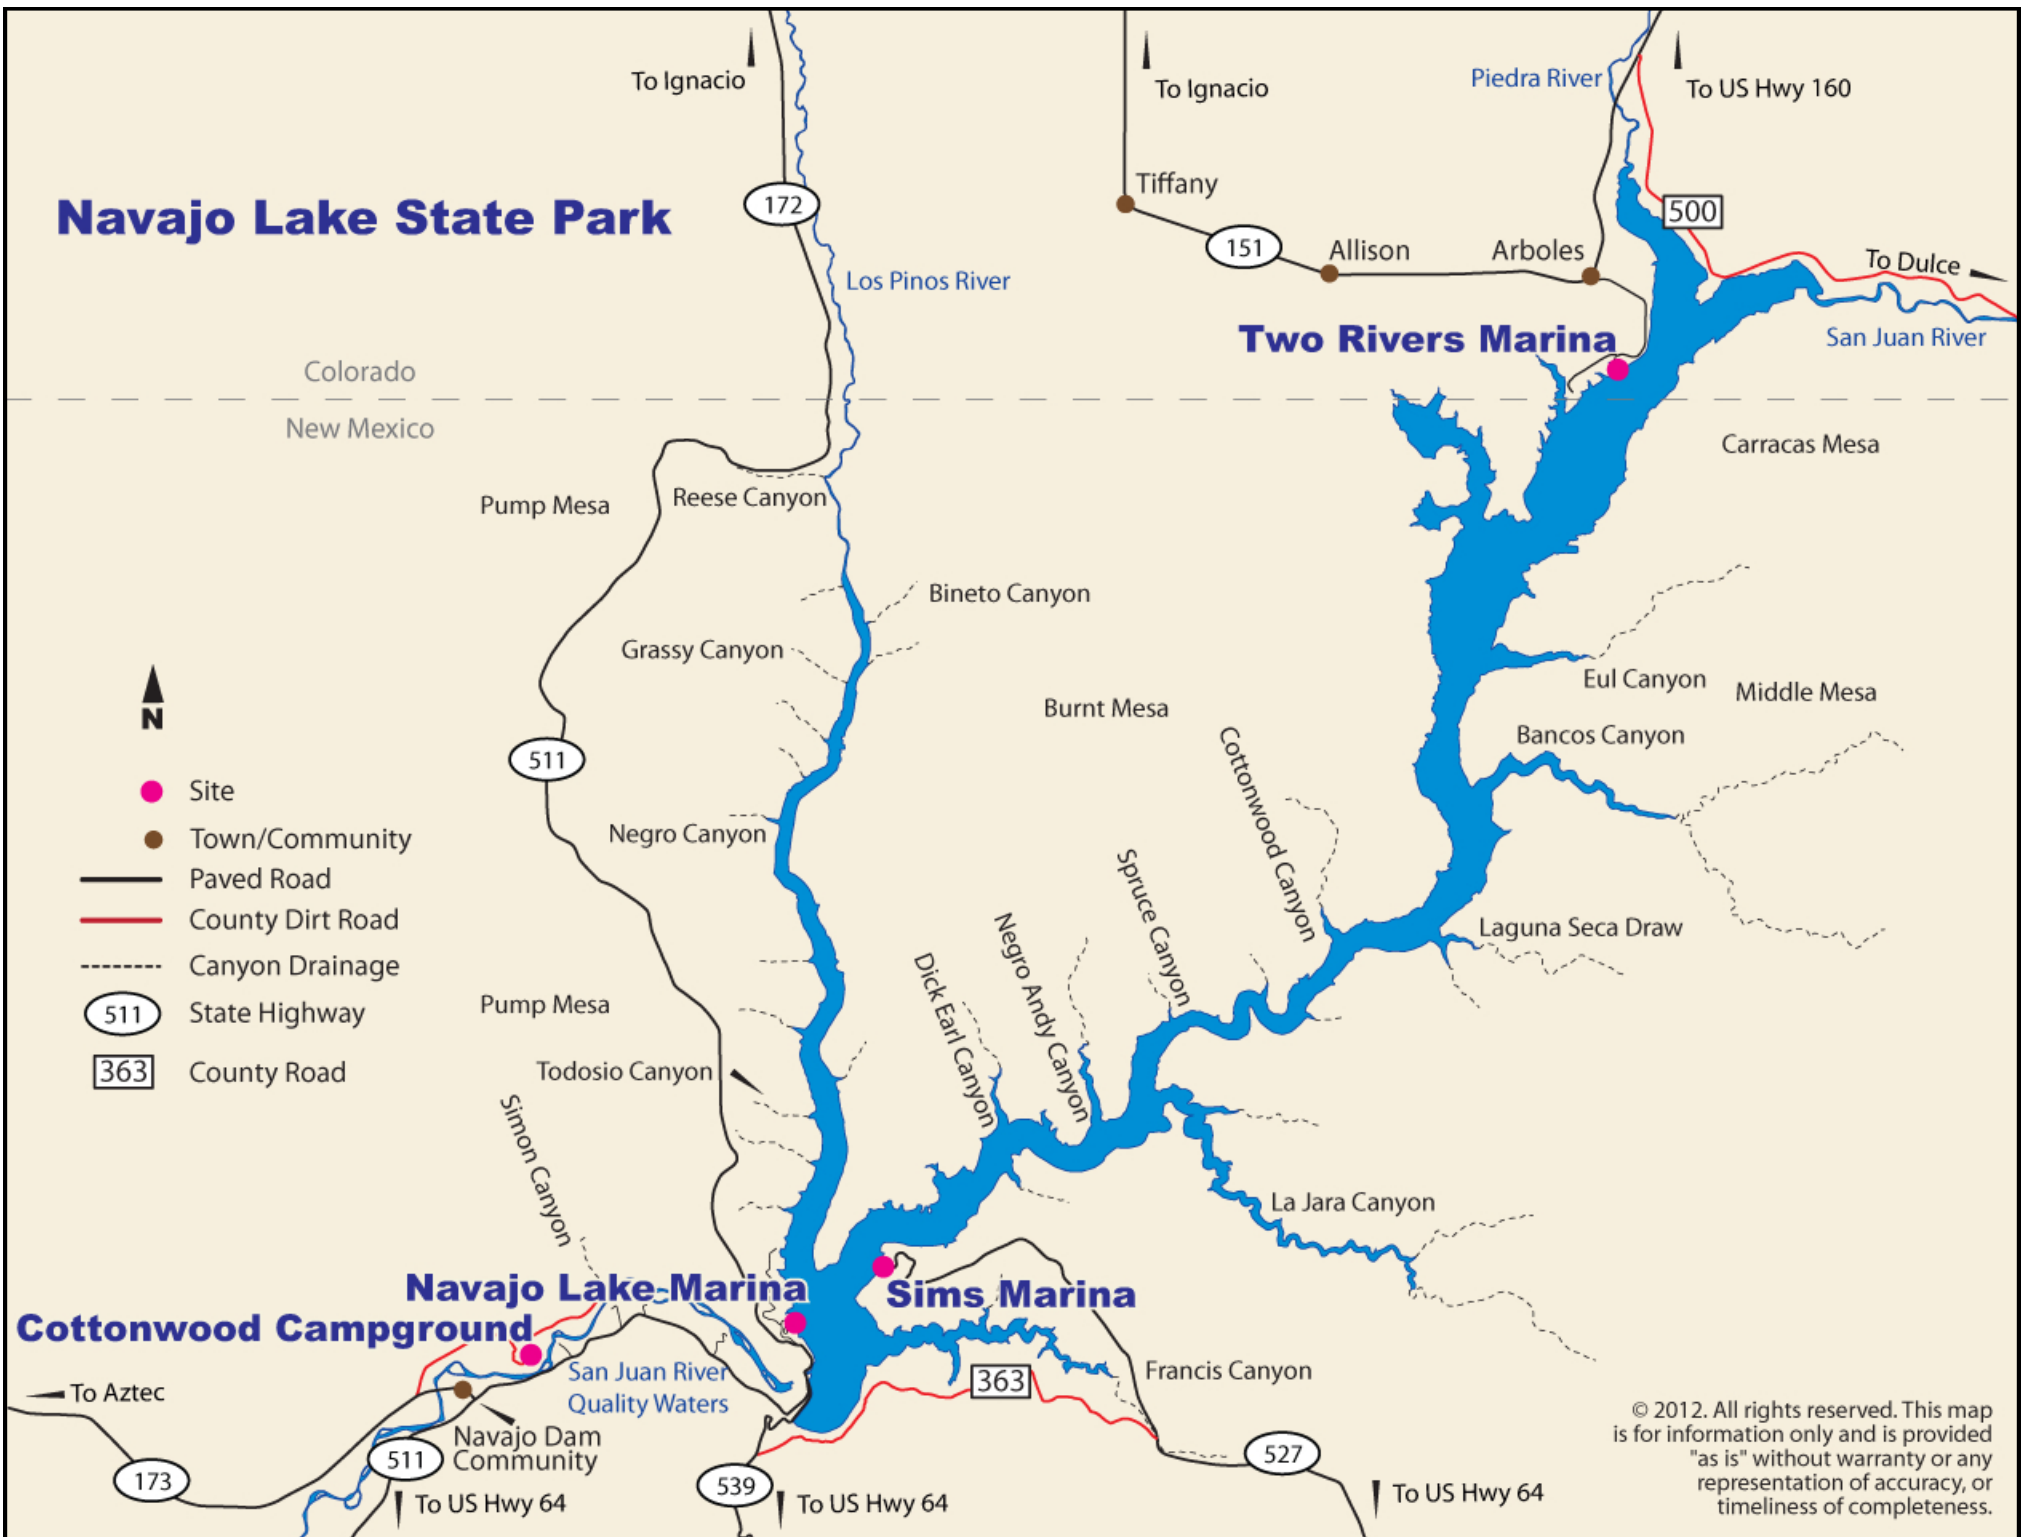 To Ignacio
To Ignacio
Piedra River
To US Hwy 160
Tiffany
Navajo Lake State Park
172
500
151
Allison
Arboles
To Dulce
Los Pinos River
Two Rivers Marina
San Juan River
Colorado
New Mexico
Carracas Mesa
Pump Mesa
Reese Canyon
Bineto Canyon
Grassy Canyon
Eul Canyon
Middle Mesa
Burnt Mesa
N
Bancos Canyon
511
Cottonwood Canyon
Site
Negro Canyon
Town/Community
Paved Road
Spruce Canyon
County Dirt Road
Negro Andy Canyon
Laguna Seca Draw
Canyon Drainage
Dick Earl Canyon
Pump Mesa
511
State Highway
Todosio Canyon
363
County Road
Simon Canyon
La Jara Canyon
Navajo Lake Marina
Sims Marina
Cottonwood Campground
San Juan River
Quality Waters
363
Francis Canyon
To Aztec
Navajo Dam
Community
511
173
539
527
To US Hwy 64
To US Hwy 64
To US Hwy 64
© 2012. All rights reserved. This map
is for information only and is provided
"as is" without warranty or any
representation of accuracy, or
timeliness of completeness.